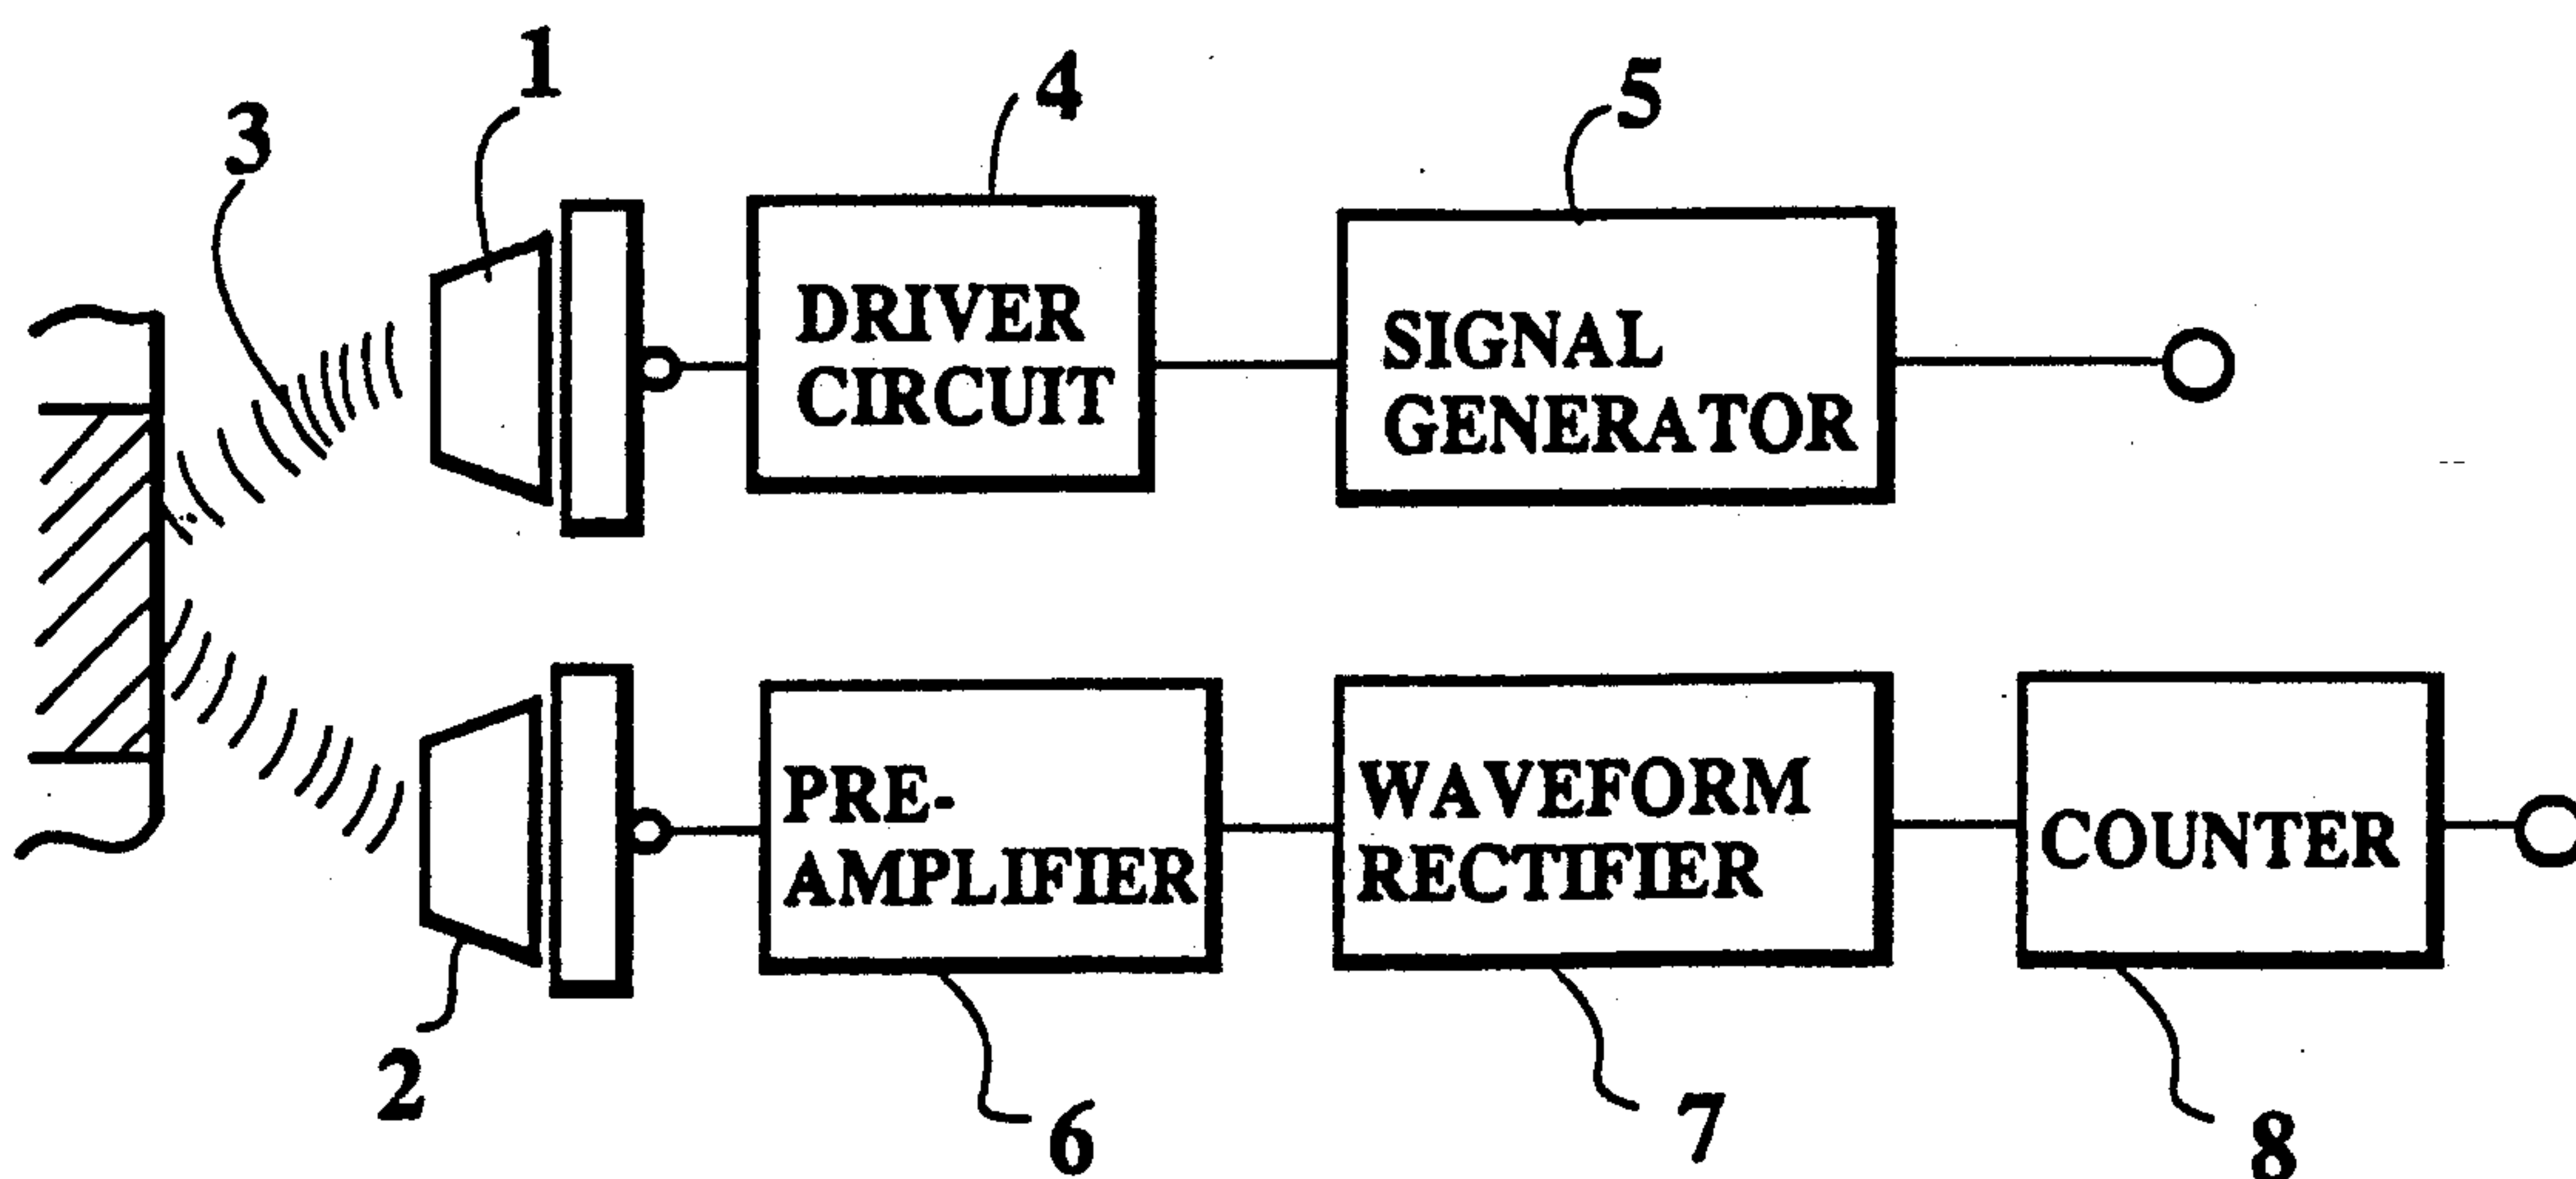 1
3
4
5
DRIVER
CIRCUIT
SIGNAL
GENERATOR
PRE-
AMPLIFIER
WAVEFORM
RECTIFIER
COUNTER
2
6
7
8